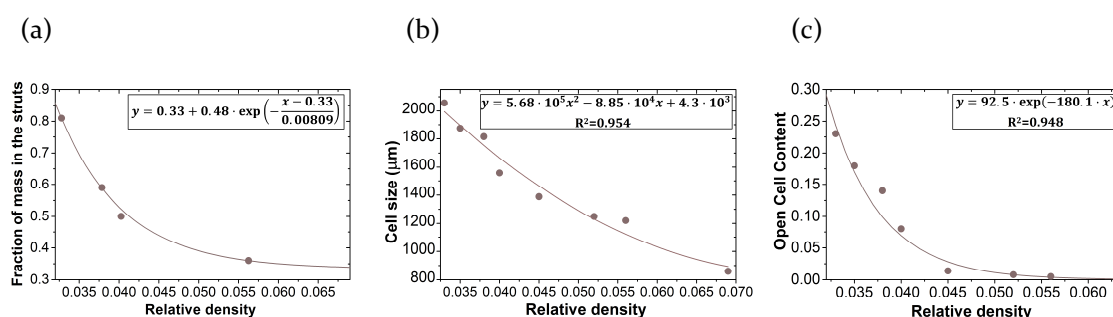 (a)
(b)
(c)
Fraction of mass in the struts
0.9
0.8
0.7
0.6
0.5
0.4
0.3
y = 0.33 + 0.48 · exp(−(x − 0.33)/0.00809)
0.035 0.040 0.045 0.050 0.055 0.060 0.065
Relative density
Cell size (μm)
2000
1800
1600
1400
1200
1000
800
y = 5.68 · 10⁵x² − 8.85 · 10⁴x + 4.3 · 10³
R²=0.954
0.035 0.040 0.045 0.050 0.055 0.060 0.065 0.070
Relative density
Open Cell Content
0.30
0.25
0.20
0.15
0.10
0.05
0.00
y = 92.5 · exp(−180.1 · x)
R²=0.948
0.035 0.040 0.045 0.050 0.055 0.060
Relative density